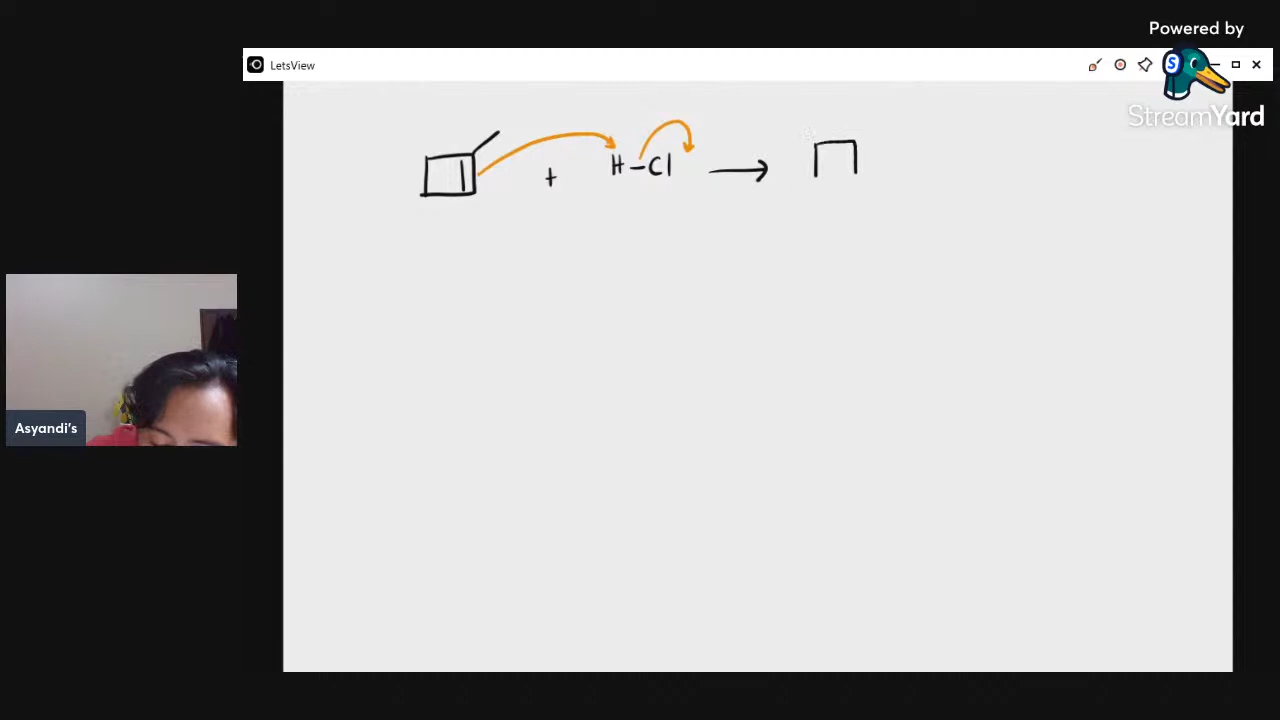 Powered by
StreamYard
LetsView
+ H-Cl →
Asyandi's